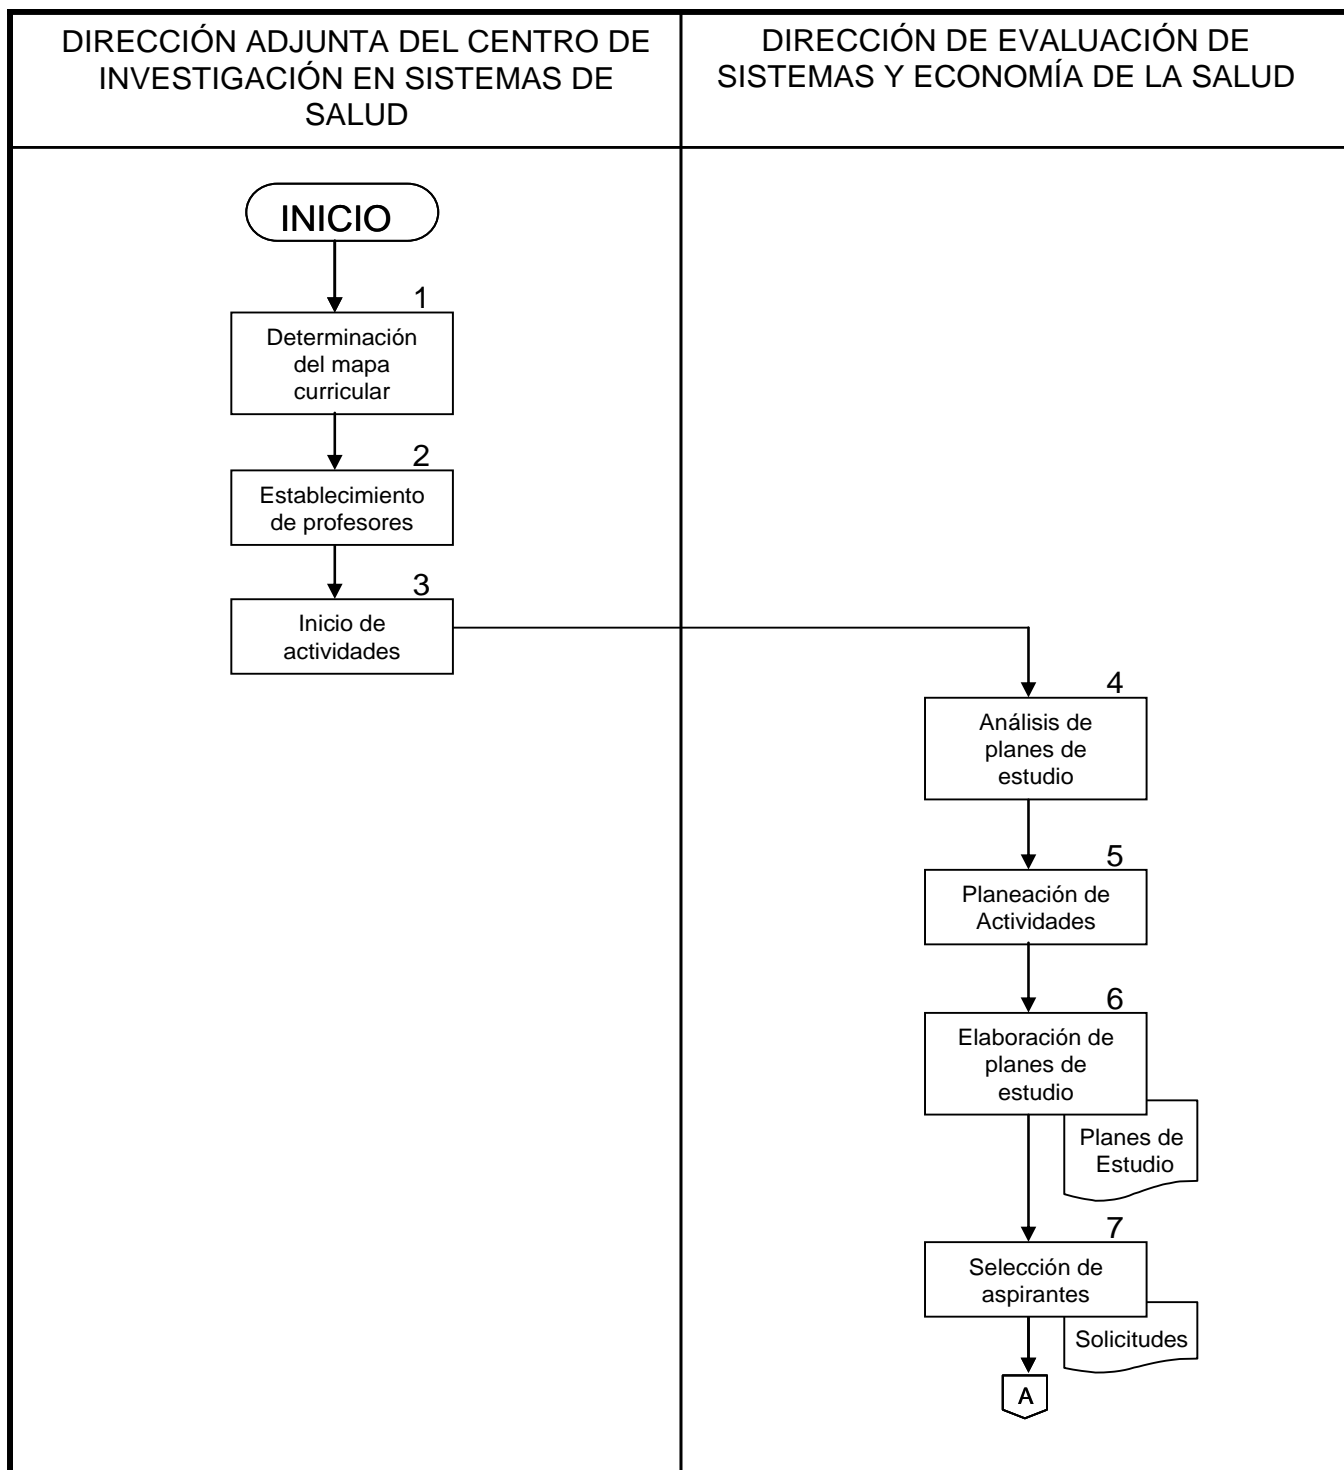 DIRECCIÓN ADJUNTA DEL CENTRO DE
INVESTIGACIÓN EN SISTEMAS DE
SALUD
DIRECCIÓN DE EVALUACIÓN DE
SISTEMAS Y ECONOMÍA DE LA SALUD
INICIO
1
Determinación
del mapa
curricular
2
Establecimiento
de profesores
3
Inicio de
actividades
4
Análisis de
planes de
estudio
5
Planeación de
Actividades
6
Elaboración de
planes de
estudio
Planes de
Estudio
7
Selección de
aspirantes
Solicitudes
A